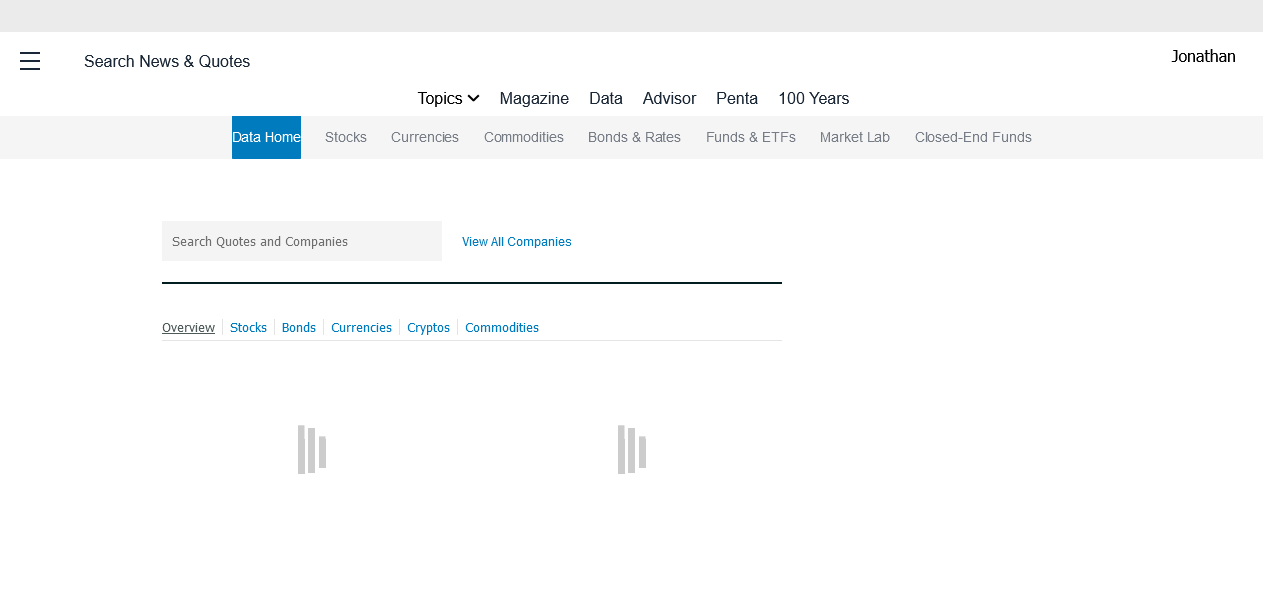 Search News & Quotes
Jonathan
Topics Magazine Data Advisor Penta 100 Years
Data Home Stocks Currencies Commodities Bonds & Rates Funds & ETFs Market Lab Closed-End Funds
Search Quotes and Companies View All Companies
Overview Stocks Bonds Currencies Cryptos Commodities